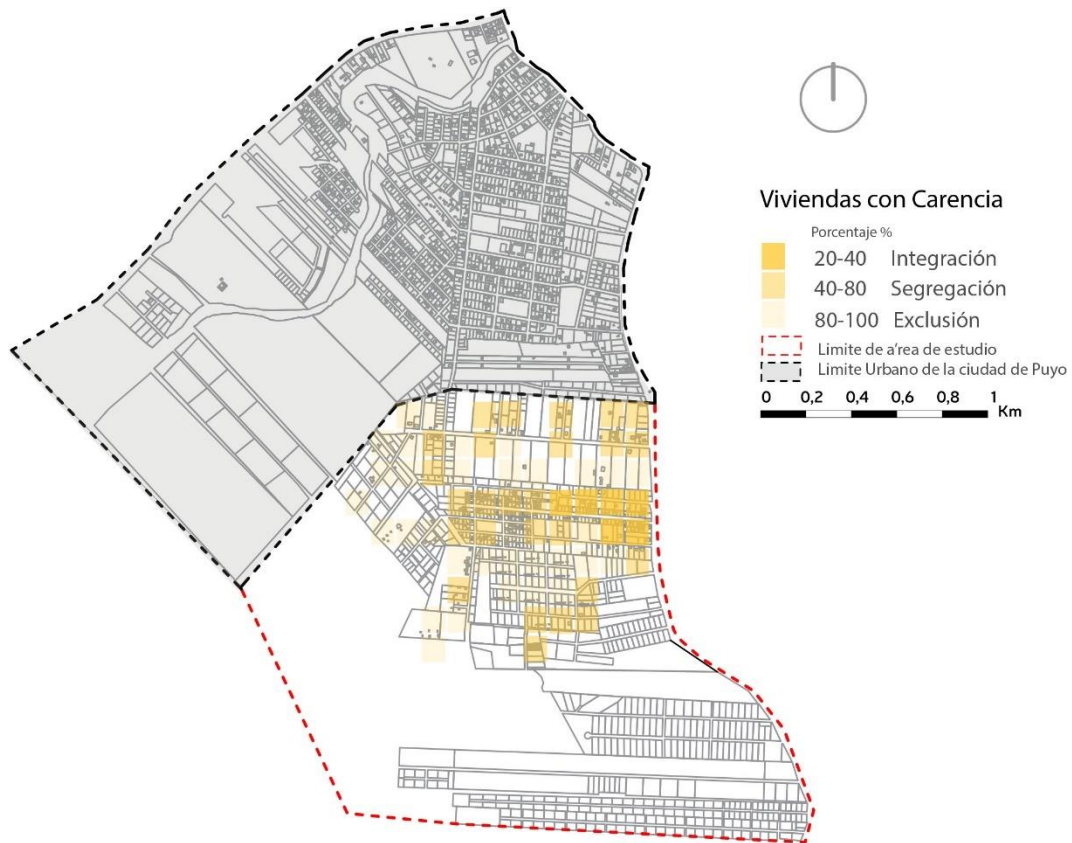 Viviendas con Carencia
Porcentaje %
20-40 Integración
40-80 Segregación
80-100 Exclusión
Limite de a'rea de estudio
Limite Urbano de la ciudad de Puyo
0 0,2 0,4 0,6 0,8 1
Km